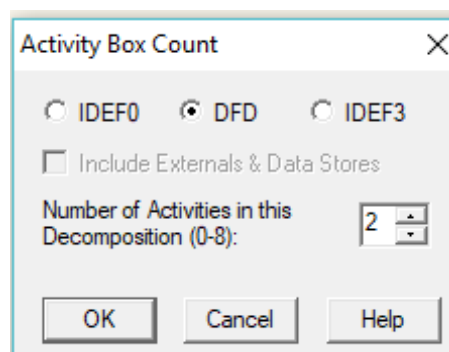 Activity Box Count
IDEF0 DFD IDEF3
Include Externals & Data Stores
Number of Activities in this
Decomposition (0-8):
2
OK Cancel Help